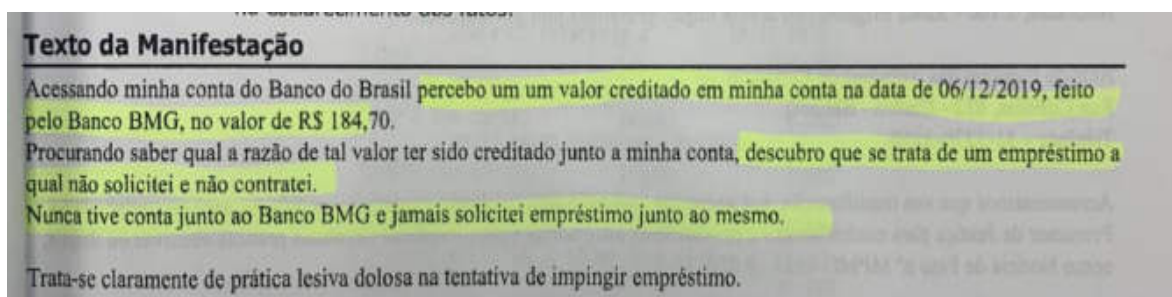 Texto da Manifestação
Acessando minha conta do Banco do Brasil percebo um um valor creditado em minha conta na data de 06/12/2019, feito
pelo Banco BMG, no valor de R$ 184,70.
Procurando saber qual a razão de tal valor ter sido creditado junto a minha conta, descubro que se trata de um empréstimo a
qual não solicitei e não contratei.
Nunca tive conta junto ao Banco BMG e jamais solicitei empréstimo junto ao mesmo.
Trata-se claramente de prática lesiva dolosa na tentativa de impingir empréstimo.